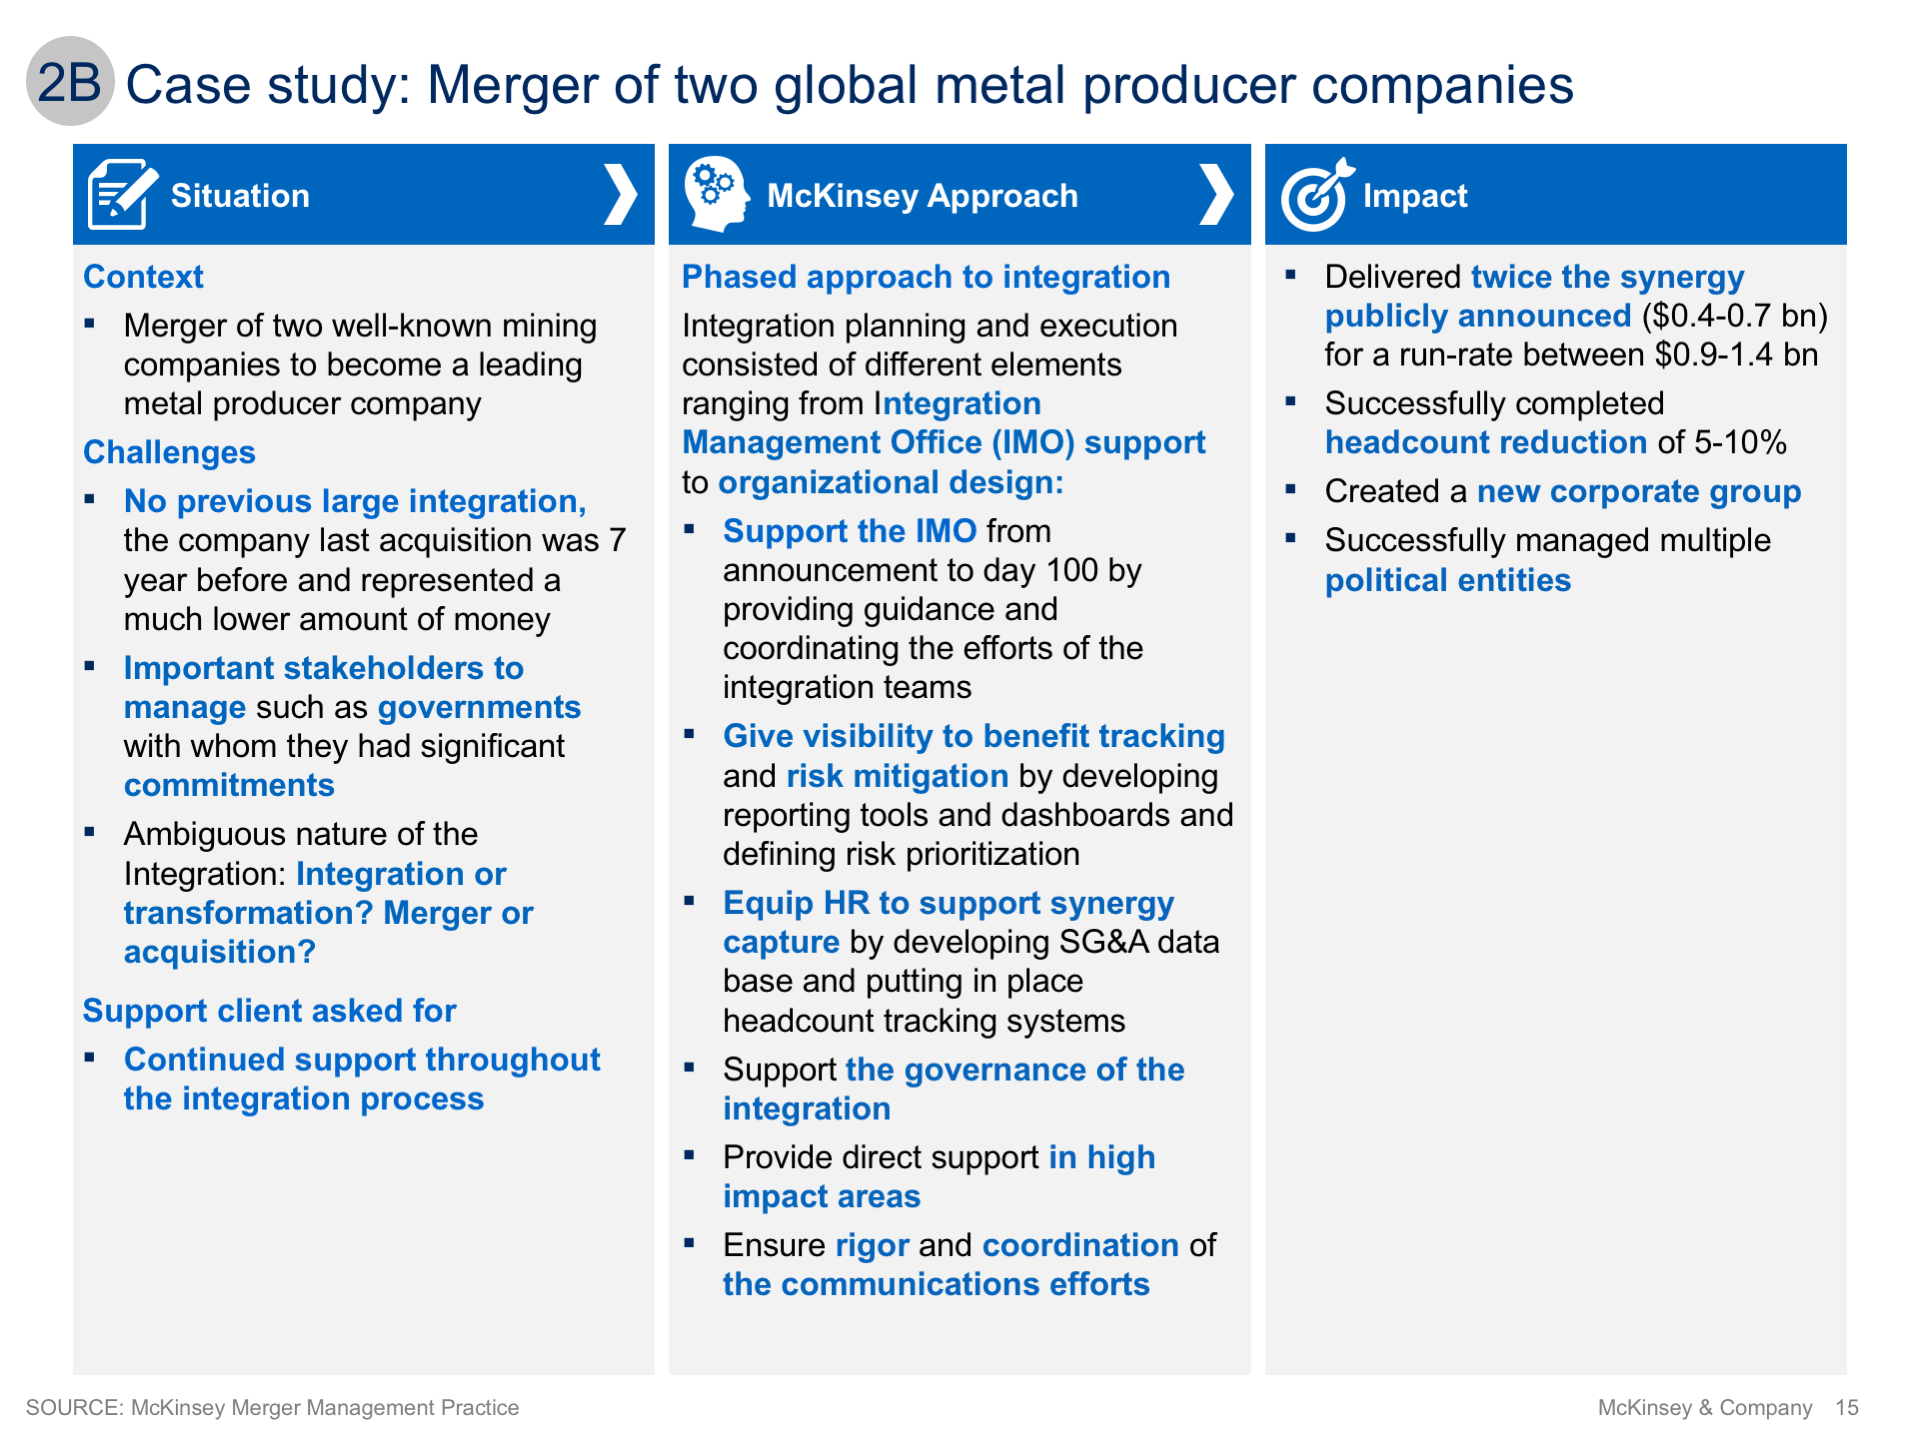 2B
Case study: Merger of two global metal producer companies
Situation
Context
▪ Merger of two well-known mining
companies to become a leading
metal producer company
Challenges
▪ No previous large integration,
the company last acquisition was 7
year before and represented a
much lower amount of money
▪ Important stakeholders to
manage such as governments
with whom they had significant
commitments
▪ Ambiguous nature of the
Integration: Integration or
transformation? Merger or
acquisition?
Support client asked for
▪ Continued support throughout
the integration process
McKinsey Approach
Phased approach to integration
Integration planning and execution
consisted of different elements
ranging from Integration
Management Office (IMO) support
to organizational design:
▪ Support the IMO from
announcement to day 100 by
providing guidance and
coordinating the efforts of the
integration teams
▪ Give visibility to benefit tracking
and risk mitigation by developing
reporting tools and dashboards and
defining risk prioritization
▪ Equip HR to support synergy
capture by developing SG&A data
base and putting in place
headcount tracking systems
▪ Support the governance of the
integration
▪ Provide direct support in high
impact areas
▪ Ensure rigor and coordination of
the communications efforts
Impact
▪ Delivered twice the synergy
publicly announced ($0.4-0.7 bn)
for a run-rate between $0.9-1.4 bn
▪ Successfully completed
headcount reduction of 5-10%
▪ Created a new corporate group
▪ Successfully managed multiple
political entities
SOURCE: McKinsey Merger Management Practice
McKinsey & Company 15